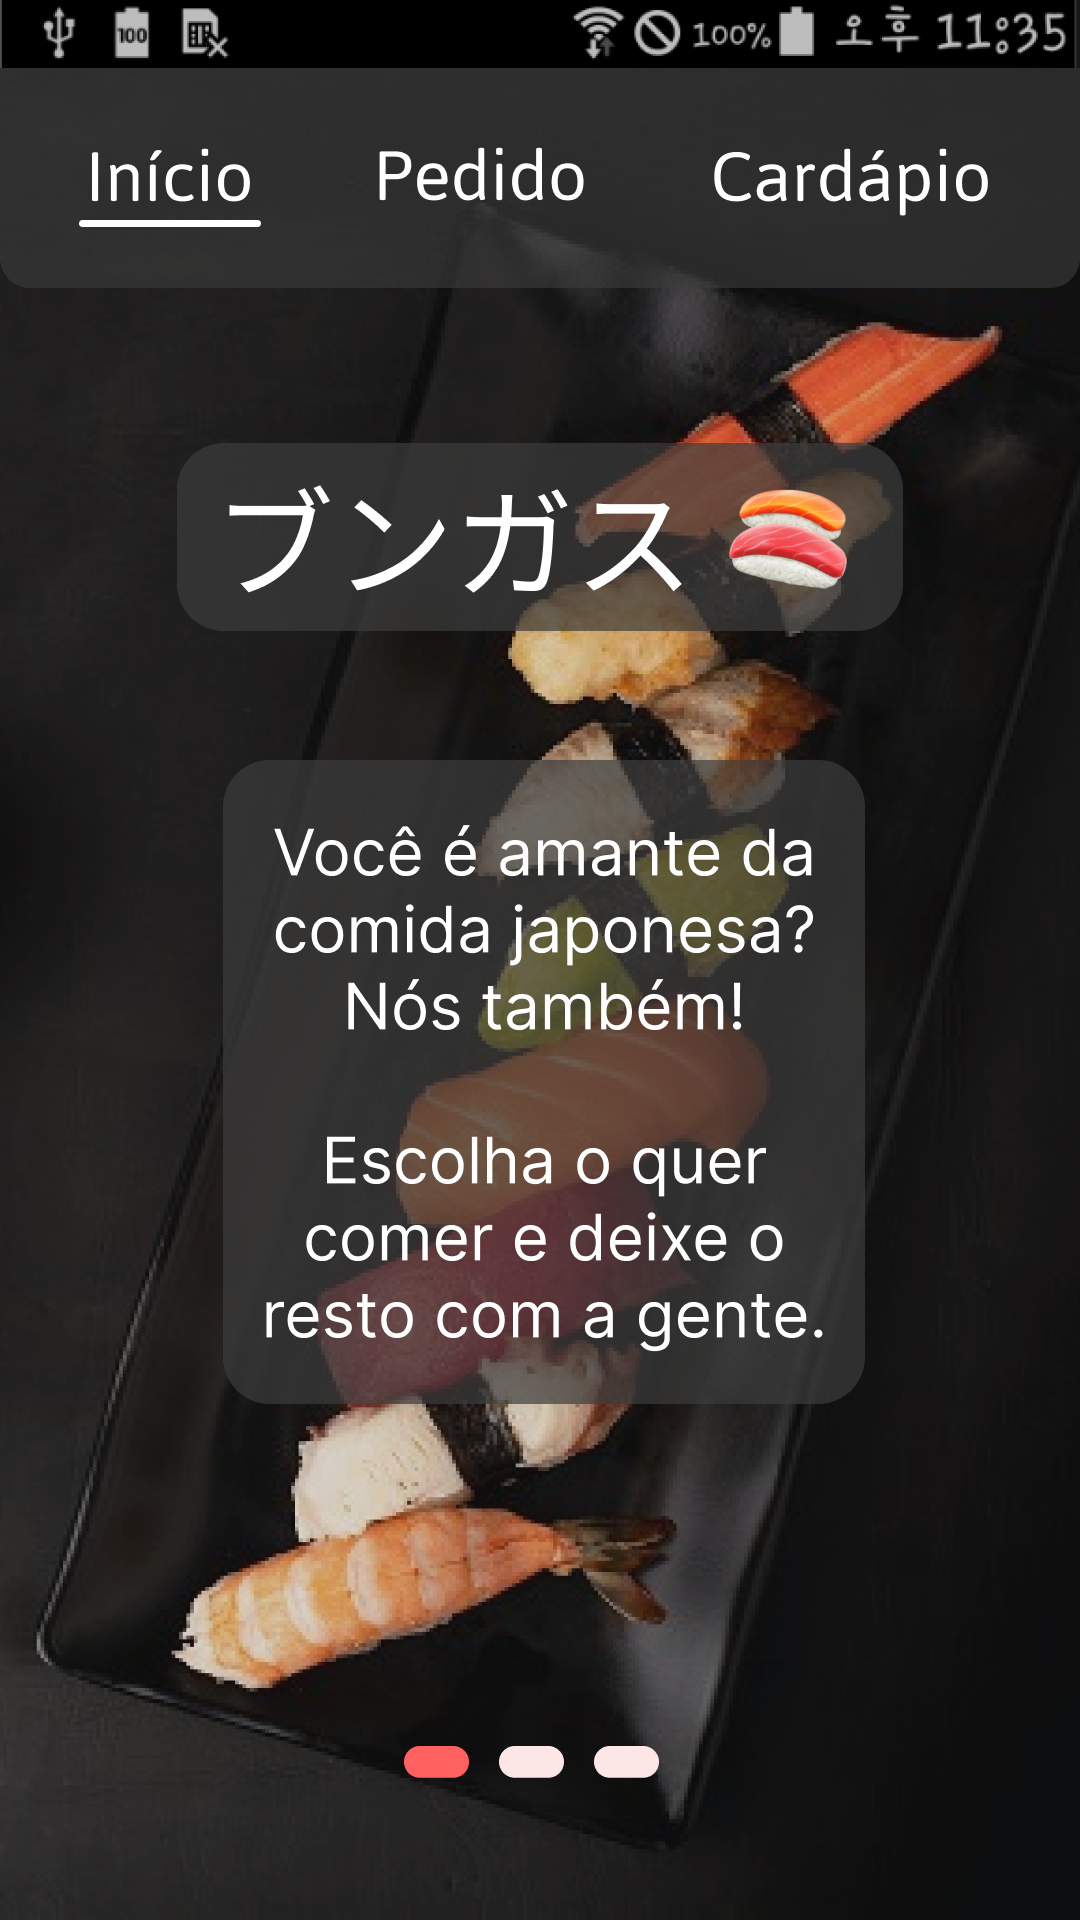 100 100% 오후 11:35
Início Pedido Cardápio
ブンガス 🍣
Você é amante da
comida japonesa?
Nós também!
Escolha o quer
comer e deixe o
resto com a gente.